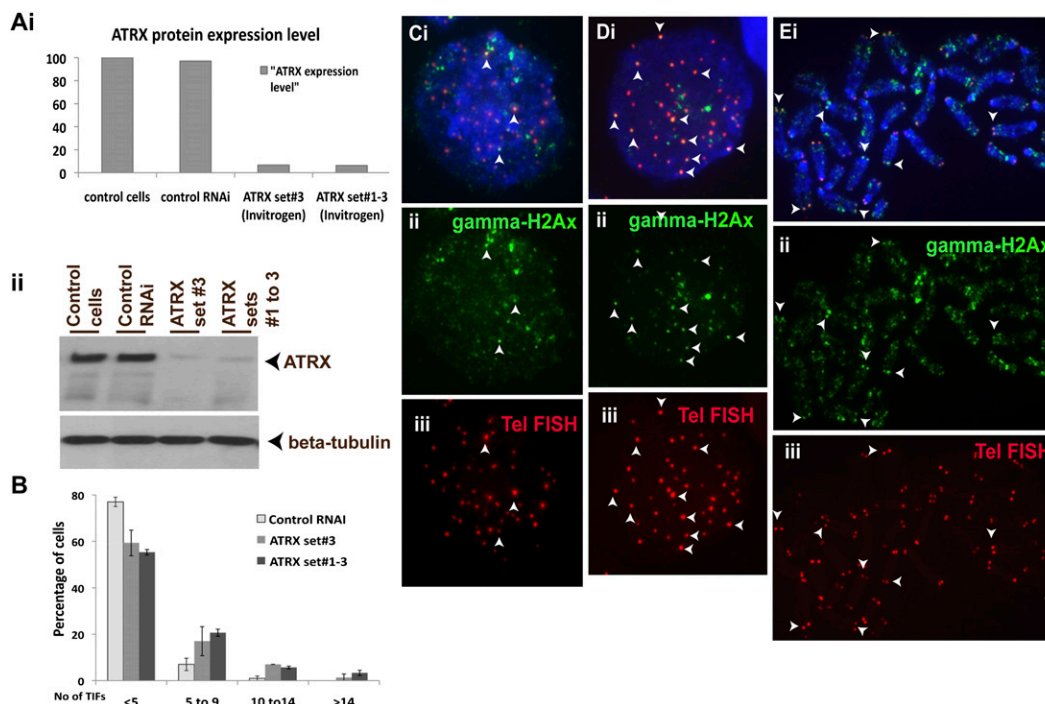 Ai
ATRX protein expression level
120
100
80
60
40
20
0
"ATRX expression
level"
control cells
control RNAi
ATRX set#3
(Invitrogen)
ATRX set#1-3
(Invitrogen)
ii
Control
cells
Control
RNAi
ATRX
set #3
ATRX
sets
#1 to 3
ATRX
beta-tubulin
B
Percentage of cells
80
60
40
20
0
Control RNAI
ATRX set#3
ATRX set#1-3
No of TIFs
<5
5 to 9
10 to14
>14
Ci
ii
gamma-H2Ax
iii
Tel FISH
Di
ii
gamma-H2Ax
iii
Tel FISH
Ei
ii
gamma-H2Ax
iii
Tel FISH